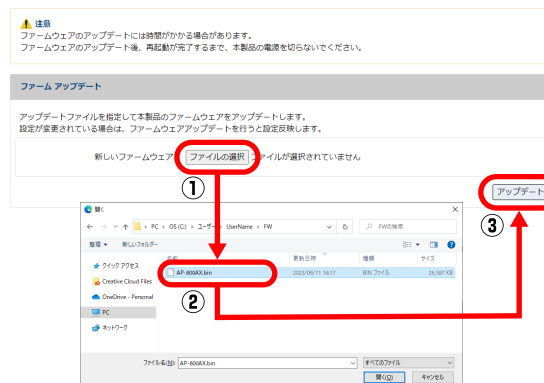 注意
ファームウェアのアップデートには時間がかかる場合があります。
ファームウェアのアップデート後、再起動が完了するまで、本製品の電源を切らないでください。
ファーム アップデート
アップデートファイルを指定して本製品のファームウェアをアップデートします。
設定が変更されている場合は、ファームウェアアップデートを行うと設定反映します。
新しいファームウェア ファイルの選択 ファイルが選択されていません
①
アップデート
③
開く
PC › OS (C:) › ユーザー › UserName › FW
FWの検索
整理 新しいフォルダー
名前 更新日時 種類 サイズ
クイック アクセス
AP-800AX.bin 2023/06/11 16:17 BIN ファイル 26,587 KB
Creative Cloud Files
②
OneDrive - Personal
PC
ネットワーク
ファイル名(N): AP-800AX.bin すべてのファイル
開く(O) キャンセル